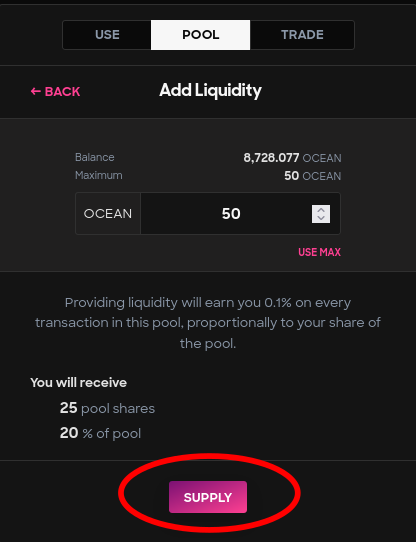 USE POOL TRADE
← BACK Add Liquidity
Balance 8,728.077 OCEAN
Maximum 50 OCEAN
OCEAN 50
USE MAX
Providing liquidity will earn you 0.1% on every
transaction in this pool, proportionally to your share of
the pool.
You will receive
25 pool shares
20 % of pool
SUPPLY